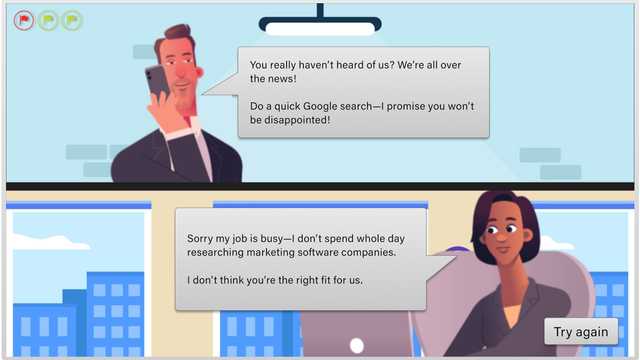 You really haven't heard of us? We're all over
the news!
Do a quick Google search—I promise you won't
be disappointed!
Sorry my job is busy—I don't spend whole day
researching marketing software companies.
I don't think you're the right fit for us.
Try again